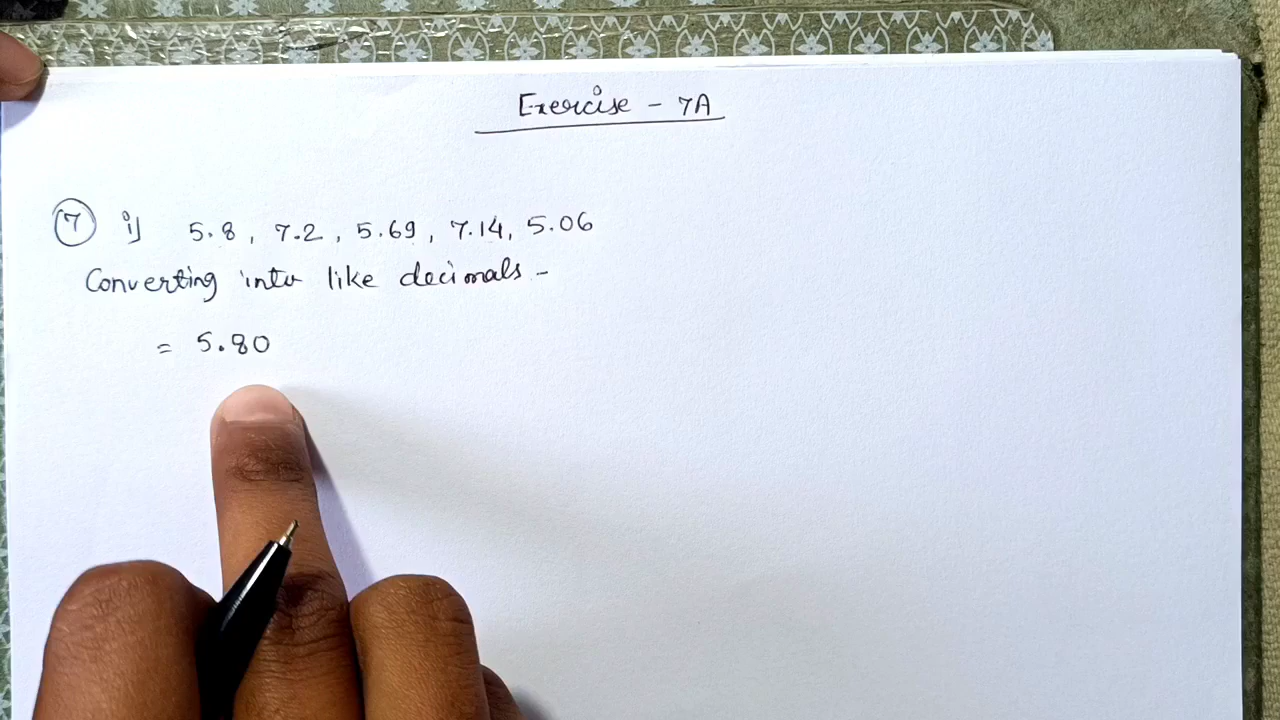 Exercise - 7A
7 i) 5.8, 7.2, 5.69, 7.14, 5.06
Converting into like decimals -
= 5.80